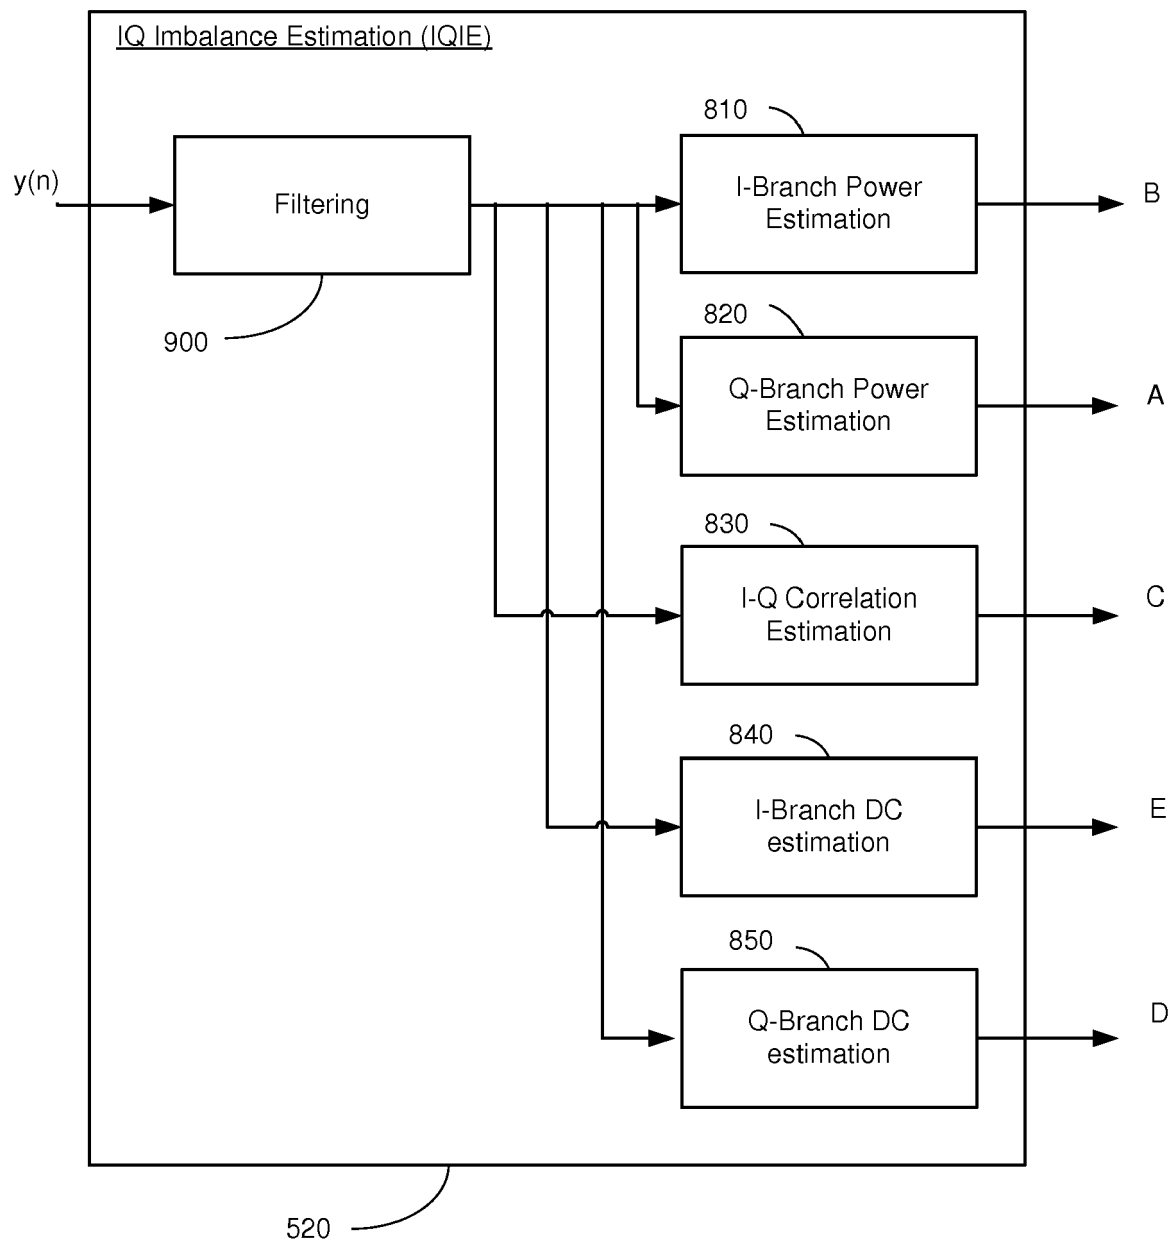 IQ Imbalance Estimation (IQIE)
810
y(n)
Filtering
I-Branch Power
Estimation
B
900
820
Q-Branch Power
Estimation
A
830
I-Q Correlation
Estimation
C
840
I-Branch DC
estimation
E
850
Q-Branch DC
estimation
D
520